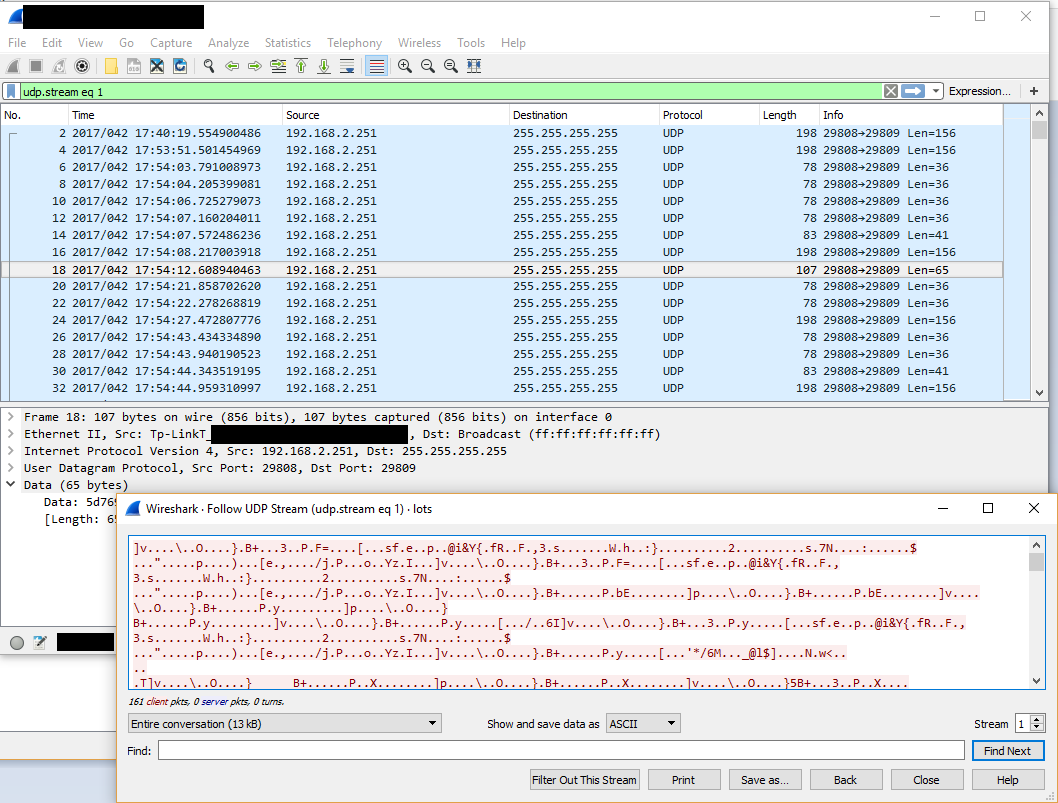 File Edit View Go Capture Analyze Statistics Telephony Wireless Tools Help
udp.stream eq 1 Expression... +
No. Time Source Destination Protocol Length Info
2 2017/042 17:40:19.554900486 192.168.2.251 255.255.255.255 UDP 198 29808→29809 Len=156
4 2017/042 17:53:51.501454969 192.168.2.251 255.255.255.255 UDP 198 29808→29809 Len=156
6 2017/042 17:54:03.791008973 192.168.2.251 255.255.255.255 UDP 78 29808→29809 Len=36
8 2017/042 17:54:04.205399081 192.168.2.251 255.255.255.255 UDP 78 29808→29809 Len=36
10 2017/042 17:54:06.725279073 192.168.2.251 255.255.255.255 UDP 78 29808→29809 Len=36
12 2017/042 17:54:07.160204011 192.168.2.251 255.255.255.255 UDP 78 29808→29809 Len=36
14 2017/042 17:54:07.572486236 192.168.2.251 255.255.255.255 UDP 83 29808→29809 Len=41
16 2017/042 17:54:08.217003918 192.168.2.251 255.255.255.255 UDP 198 29808→29809 Len=156
18 2017/042 17:54:12.608940463 192.168.2.251 255.255.255.255 UDP 107 29808→29809 Len=65
20 2017/042 17:54:21.858702620 192.168.2.251 255.255.255.255 UDP 78 29808→29809 Len=36
22 2017/042 17:54:22.278268819 192.168.2.251 255.255.255.255 UDP 78 29808→29809 Len=36
24 2017/042 17:54:27.472807776 192.168.2.251 255.255.255.255 UDP 198 29808→29809 Len=156
26 2017/042 17:54:43.434334890 192.168.2.251 255.255.255.255 UDP 78 29808→29809 Len=36
28 2017/042 17:54:43.940190523 192.168.2.251 255.255.255.255 UDP 78 29808→29809 Len=36
30 2017/042 17:54:44.343519195 192.168.2.251 255.255.255.255 UDP 83 29808→29809 Len=41
32 2017/042 17:54:44.959310997 192.168.2.251 255.255.255.255 UDP 198 29808→29809 Len=156
Frame 18: 107 bytes on wire (856 bits), 107 bytes captured (856 bits) on interface 0
Ethernet II, Src: Tp-LinkT_ , Dst: Broadcast (ff:ff:ff:ff:ff:ff)
Internet Protocol Version 4, Src: 192.168.2.251, Dst: 255.255.255.255
User Datagram Protocol, Src Port: 29808, Dst Port: 29809
Data (65 bytes)
Data: 5d76
[Length: 65
Wireshark · Follow UDP Stream (udp.stream eq 1) · lots
]v....\..O....}.B+...3..P.F=....[...sf.e..p..@i&Y{.fR..F.,3.s.......W.h..:}..........2..........s.7N....:......$
...".....p....)...[e.,..../j.P...o..Yz.I...]v....\..O....}.B+...3..P.F=....[...sf.e..p..@i&Y{.fR..F.,
3.s.......W.h..:}..........2..........s.7N....:......$
...".....p....)...[e.,..../j.P...o..Yz.I...]v....\..O....}.B+......P.bE........]p....\..O....}.B+......P.bE........]v....
\..O....}.B+......P.y.........]p....\..O....}
B+......P.y.........]v....\..O....}.B+......P.y.....[.../..6I]v....\..O....}.B+...3..P.y.....[...sf.e..p..@i&Y{.fR..F.,
3.s.......W.h..:}..........2..........s.7N....:......$
...".....p....)...[e.,..../j.P...o..Yz.I...]v....\..O....}.B+......P.y.....[...'*/6M..._@l$]....N.w<..
..
.T]v....\..O....} B+......P..X........]p....\..O....}.B+......P..X........]v....\..O....}5B+...3..P..X....
161 client pkts, 0 server pkts, 0 turns.
Entire conversation (13 kB) Show and save data as ASCII Stream 1
Find: Find Next
Filter Out This Stream Print Save as... Back Close Help